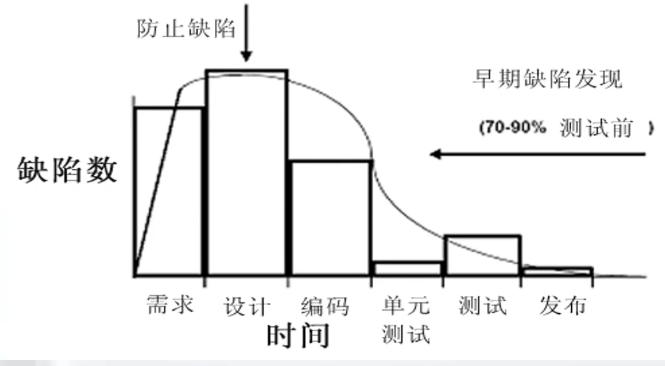 防止缺陷
早期缺陷发现
(70-90% 测试前 )
缺陷数
需求 设计 编码 单元测试 测试 发布
时间